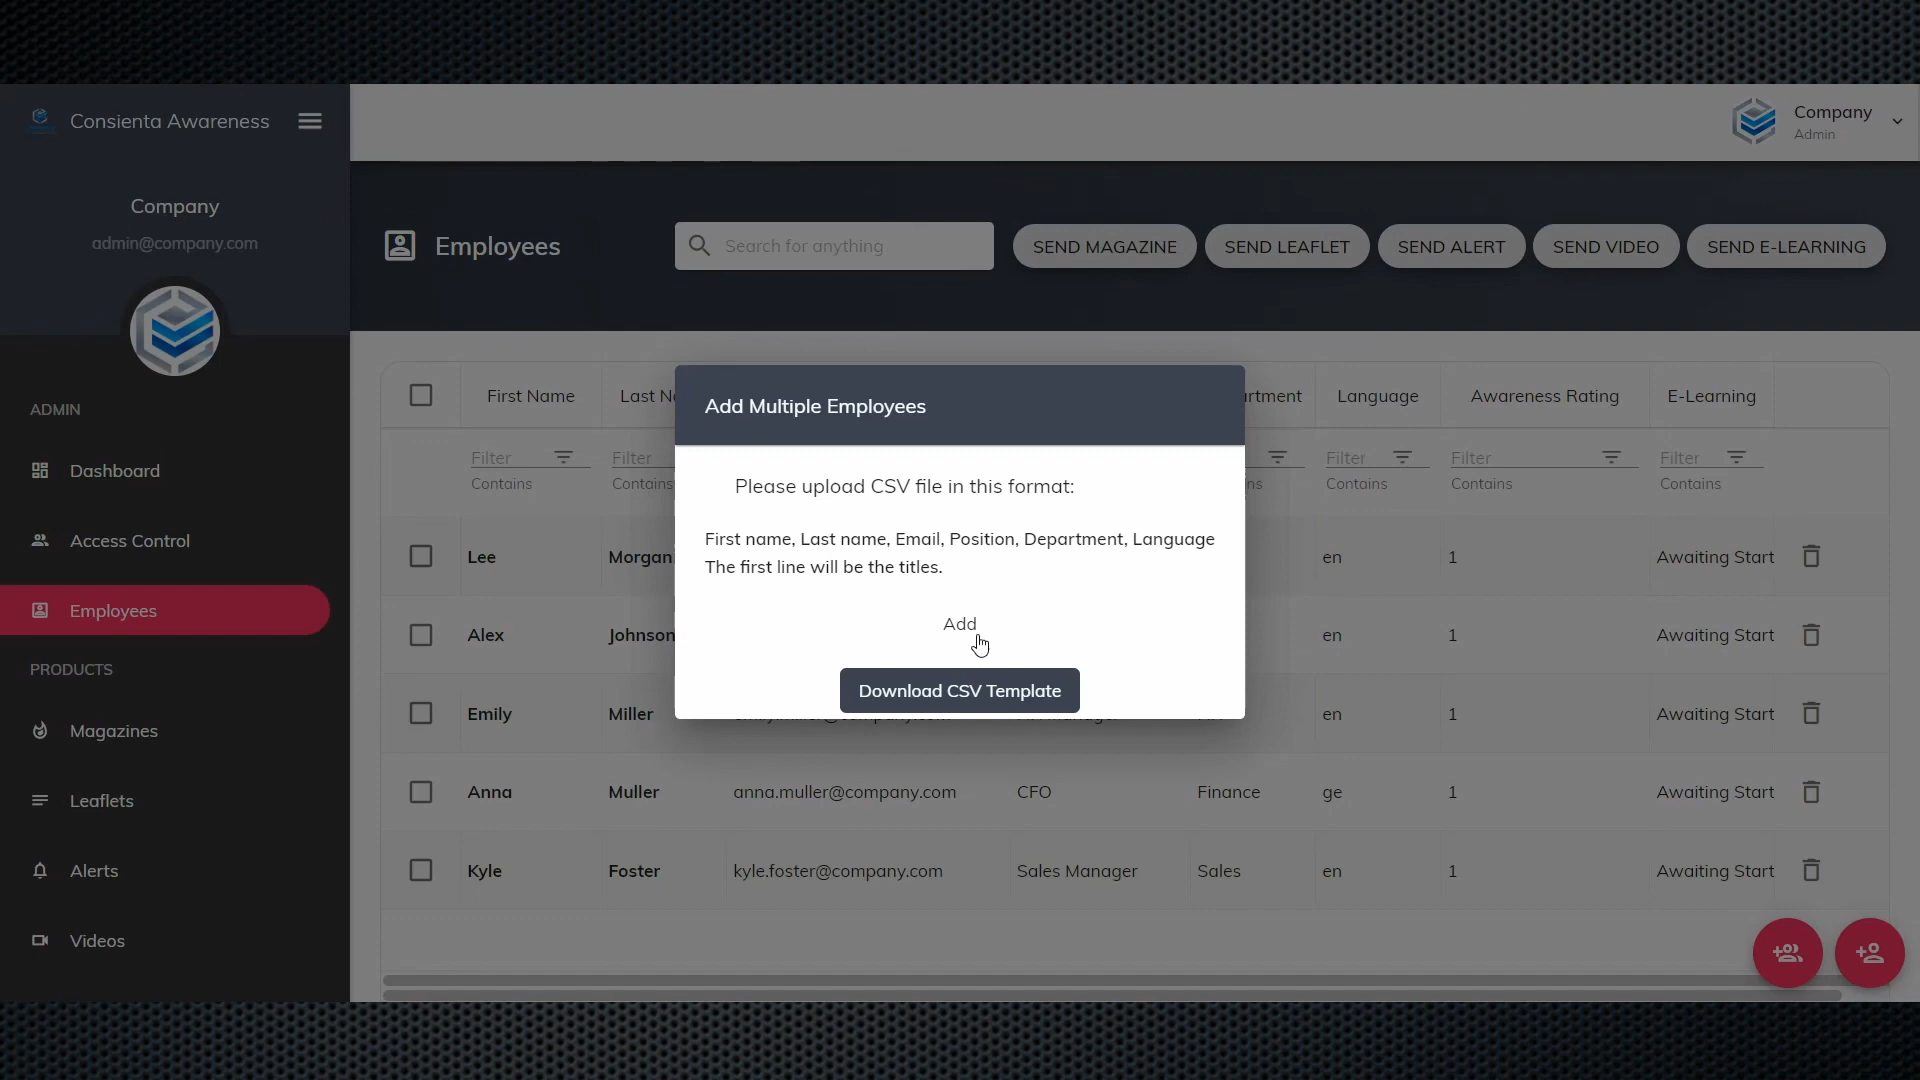 Consienta Awareness
Company
Admin
Company
admin@company.com
Employees
Search for anything
SEND MAGAZINE
SEND LEAFLET
SEND ALERT
SEND VIDEO
SEND E-LEARNING
ADMIN
Dashboard
Access Control
Employees
PRODUCTS
Magazines
Leaflets
Alerts
Videos
First Name Last N rtment Language Awareness Rating E-Learning
Filter Filter Filter Filter Filter
Contains Contains ns Contains Contains Contains
Add Multiple Employees
Please upload CSV file in this format:
First name, Last name, Email, Position, Department, Language
The first line will be the titles.
Add
Download CSV Template
Lee Morgan en 1 Awaiting Start
Alex Johnson en 1 Awaiting Start
Emily Miller en 1 Awaiting Start
Anna Muller anna.muller@company.com CFO Finance ge 1 Awaiting Start
Kyle Foster kyle.foster@company.com Sales Manager Sales en 1 Awaiting Start